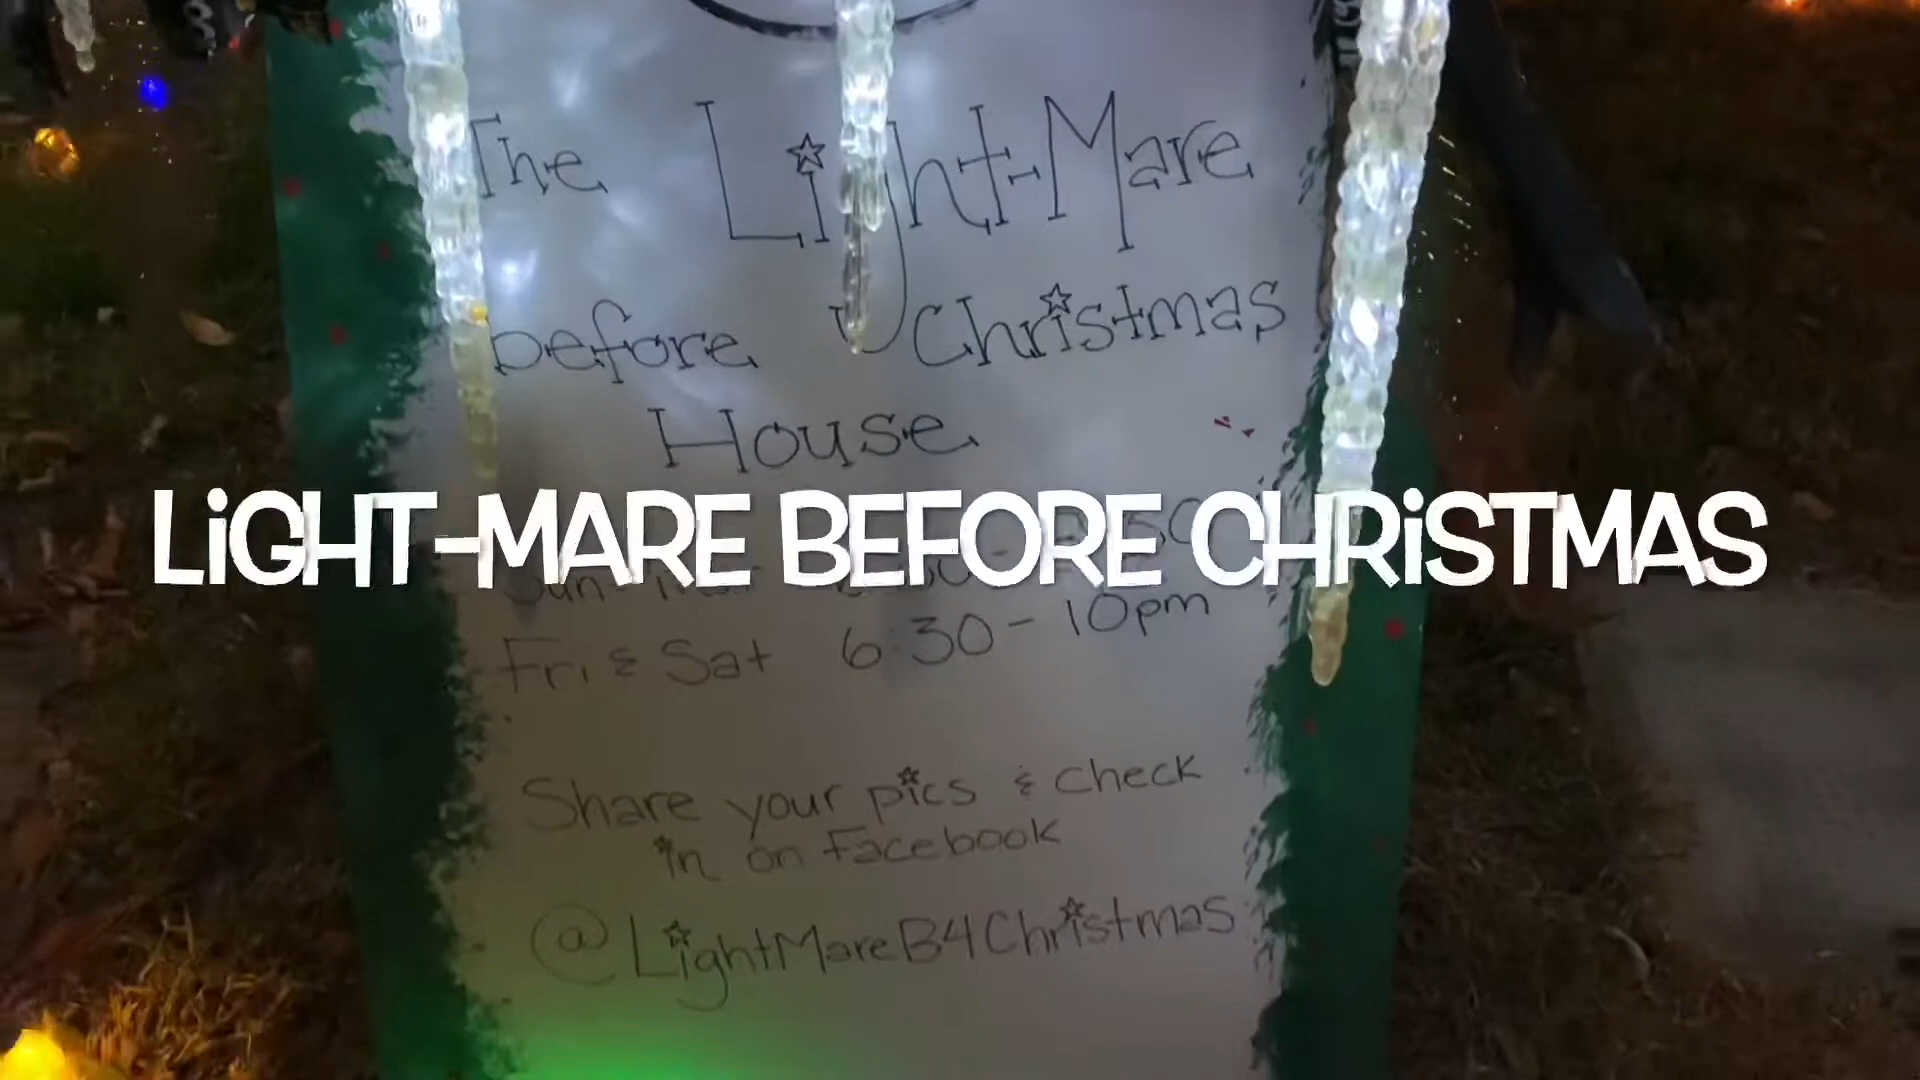 The Light-Mare
before Christmas
House
LiGHT-MARE BEFORE CHRiSTMAS
Fri & Sat 6:30 - 10pm
Share your pics & check
in on Facebook
@LightMareB4Christmas